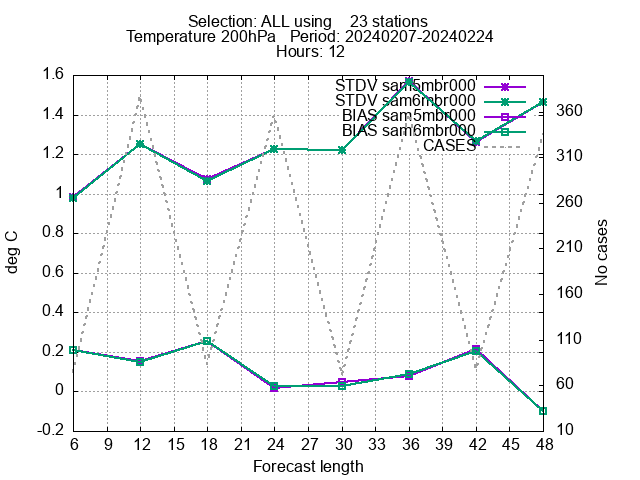 Selection: ALL using    23 stations
Temperature 200hPa   Period: 20240207-20240224
Hours: 12
STDV sam5mbr000
STDV sam6mbr000
BIAS sam5mbr000
BIAS sam6mbr000
CASES
deg C
1.6
1.4
1.2
1
0.8
0.6
0.4
0.2
0
-0.2
No cases
360
310
260
210
160
110
60
10
6 12 15 18 21 24 27 30 33 36 39 42 45 48
Forecast length